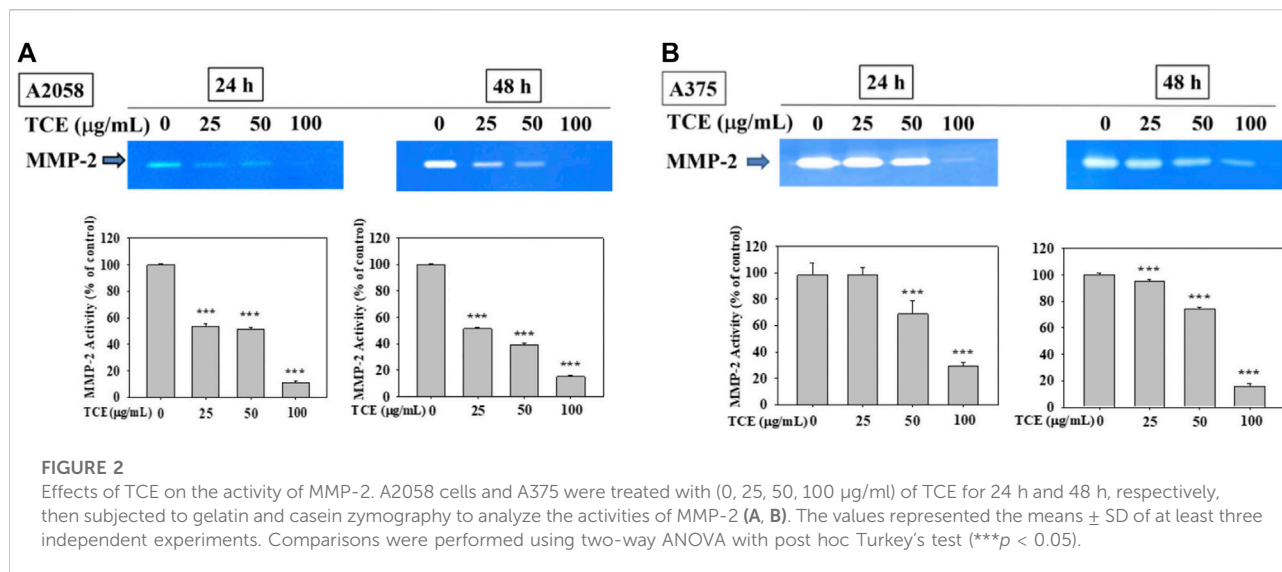 A
B
A2058
24 h
48 h
A375
24 h
48 h
TCE (µg/mL) 0 25 50 100
0 25 50 100
TCE (µg/mL) 0 25 50 100
0 25 50 100
MMP-2
MMP-2
MMP-2 Activity (% of control)
120
100
80
60
40
20
0
***
***
***
TCE (µg/mL) 0 25 50 100
MMP-2 Activity (% of control)
120
100
80
60
40
20
0
***
***
***
TCE (µg/mL) 0 25 50 100
MMP-2 Activity (% of control)
120
100
80
60
40
20
0
***
***
TCE (µg/mL) 0 25 50 100
120
100
80
60
40
20
0
***
***
***
TCE (µg/mL) 0 25 50 100
FIGURE 2
Effects of TCE on the activity of MMP-2. A2058 cells and A375 were treated with (0, 25, 50, 100 µg/ml) of TCE for 24 h and 48 h, respectively,
then subjected to gelatin and casein zymography to analyze the activities of MMP-2 (A, B). The values represented the means ± SD of at least three
independent experiments. Comparisons were performed using two-way ANOVA with post hoc Turkey's test (***p < 0.05).